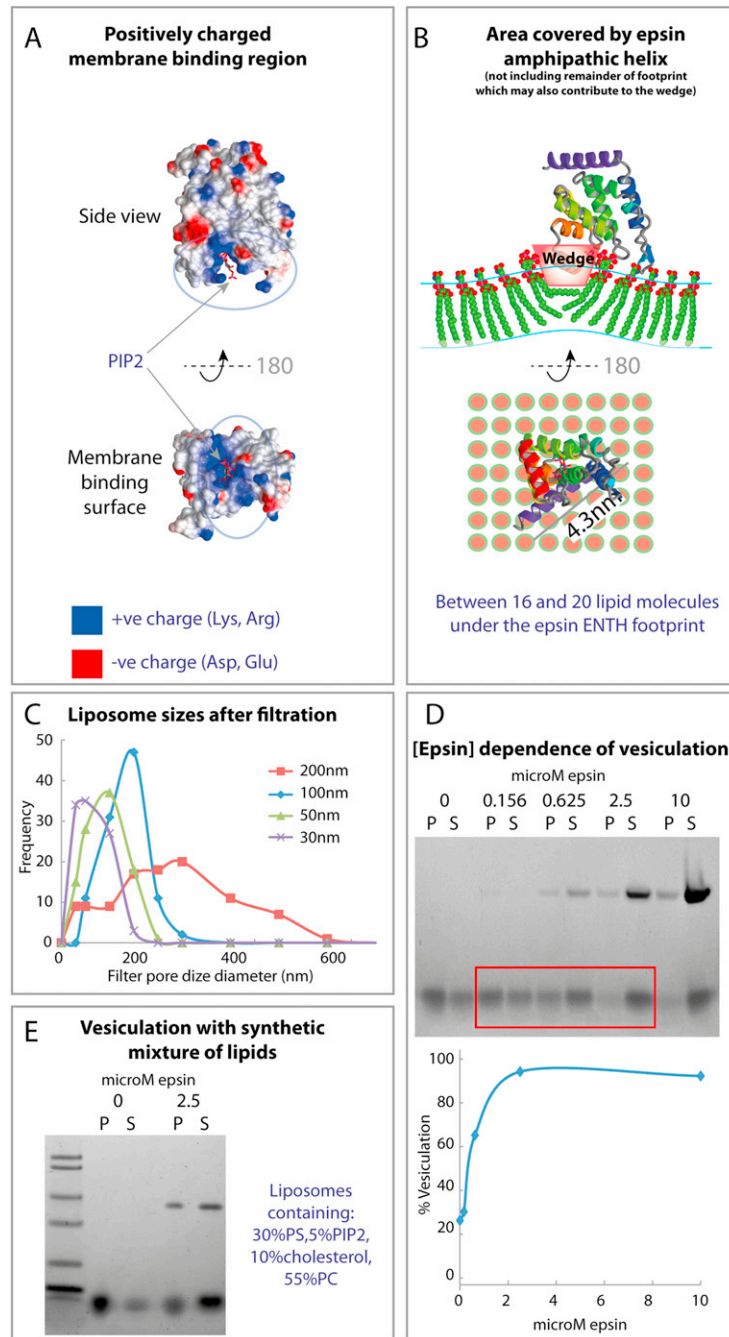 A
Positively charged
membrane binding region
Side view
PIP2
180
Membrane
binding
surface
+ve charge (Lys, Arg)
-ve charge (Asp, Glu)
B
Area covered by epsin
amphipathic helix
(not including remainder of footprint
which may also contribute to the wedge)
Wedge
180
4.3nm
Between 16 and 20 lipid molecules
under the epsin ENTH footprint
C
Liposome sizes after filtration
50
40
30
20
10
0
Frequency
200nm
100nm
50nm
30nm
0 200 400 600
Filter pore dize diameter (nm)
D
[Epsin] dependence of vesiculation
microM epsin
0 0.156 0.625 2.5 10
P S P S P S P S P S
100
80
60
40
20
0
% Vesiculation
0 2 4 6 8 10
microM epsin
E
Vesiculation with synthetic
mixture of lipids
microM epsin
0 2.5
P S P S
Liposomes
containing:
30%PS,5%PIP2,
10%cholesterol,
55%PC